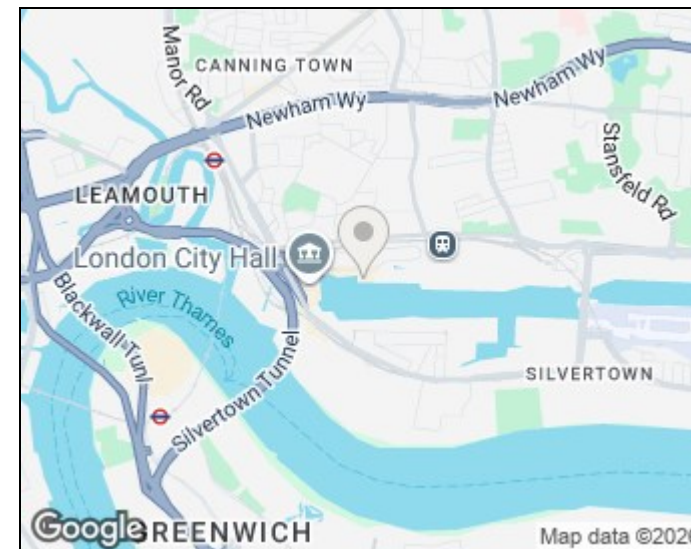 Manor Rd
CANNING TOWN
Newham Wy
Newham Wy
Stansfeld Rd
LEAMOUTH
London City Hall
River Thames
Blackwall Tunl
Silvertown Tunnel
SILVERTOWN
GREENWICH
Google
Map data ©2026